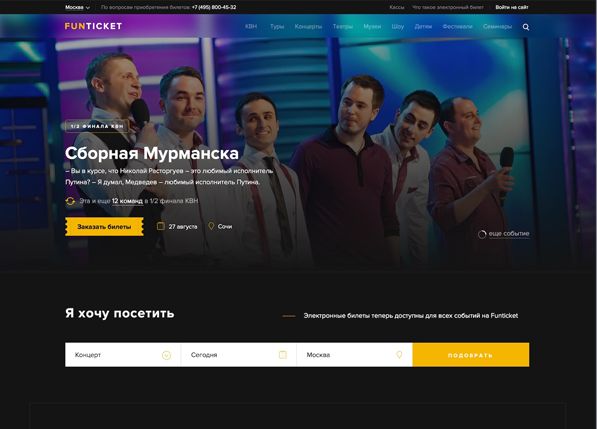 Москва По вопросам приобретения билетов: +7 (495) 800-45-32 Кассы Что такое электронный билет Войти на сайт
FUNTICKET КВН Туры Концерты Театры Музеи Шоу Детям Фестивали Семинары
1/2 ФИНАЛА КВН
Сборная Мурманска
– Вы в курсе, что Николай Расторгуев – это любимый исполнитель
Путина? – Я думал, Медведев – любимый исполнитель Путина.
Эта и еще 12 команд в 1/2 финала КВН
Заказать билеты 27 августа Сочи
еще событие
Я хочу посетить
Электронные билеты теперь доступны для всех событий на Funticket
Концерт Сегодня Москва ПОДОБРАТЬ